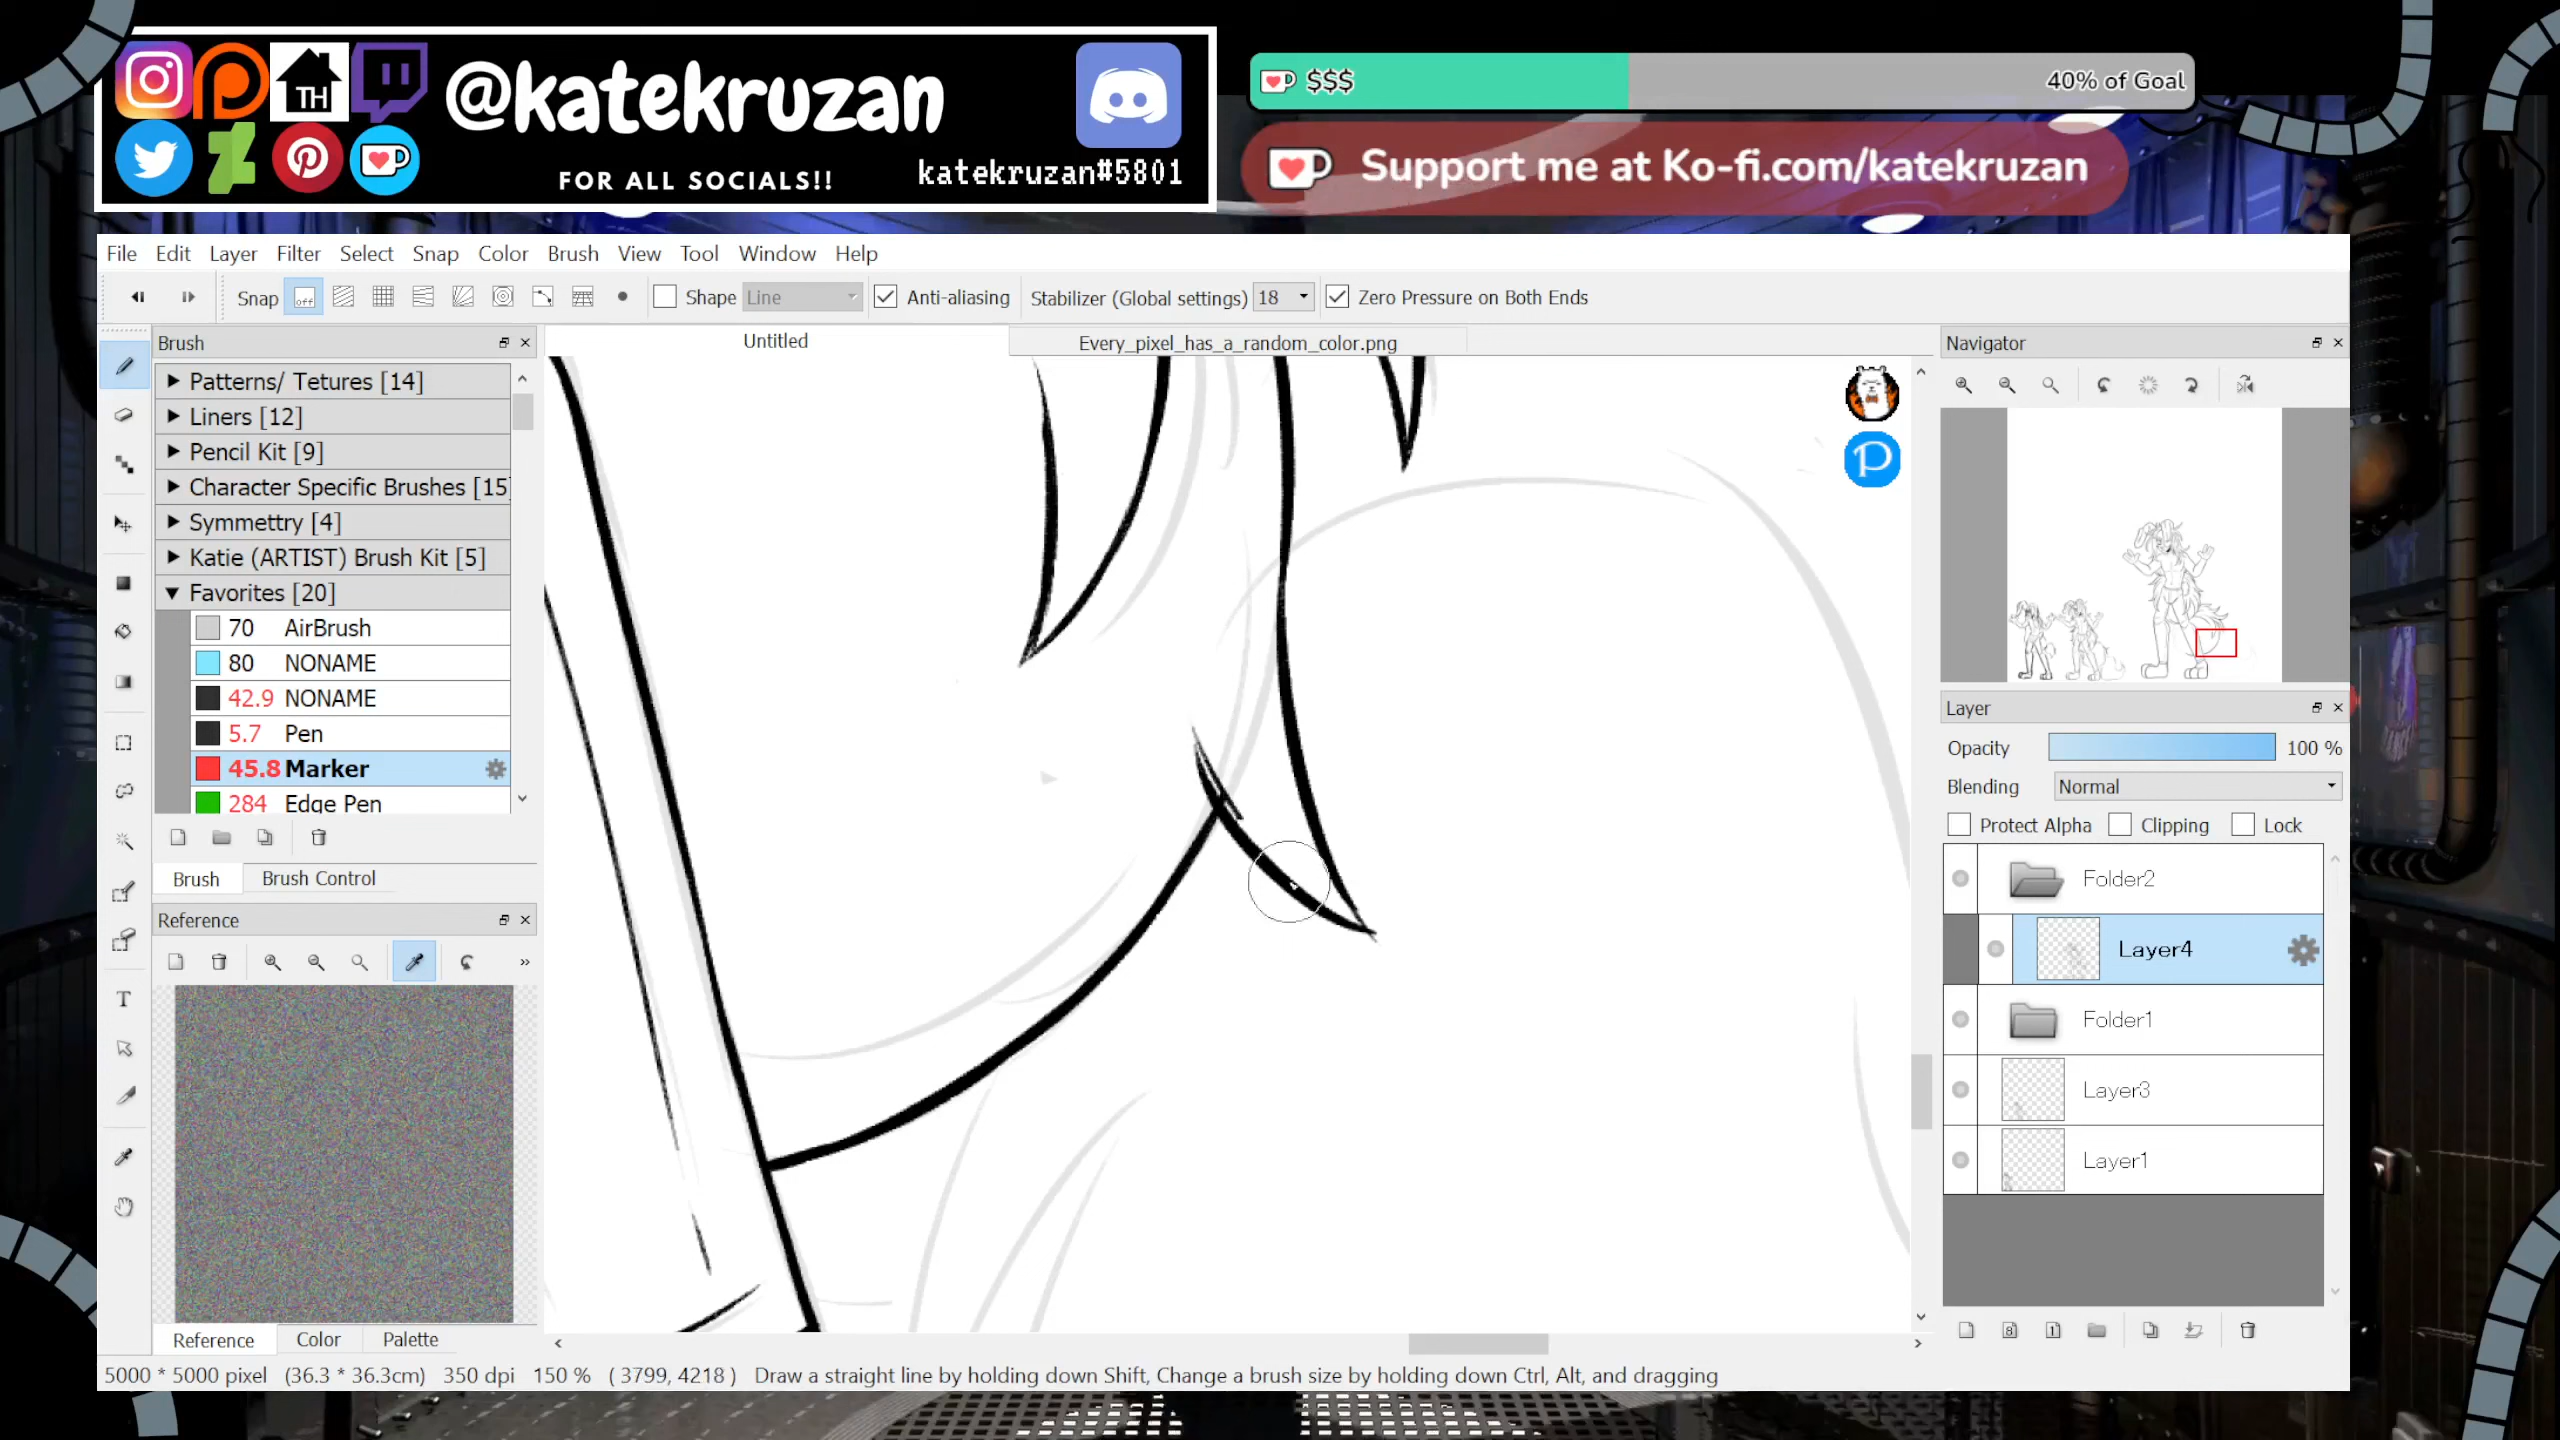 TH
@katekruzan
FOR ALL SOCIALS!!
katekruzan#5801
$$$
40% of Goal
Support me at Ko-fi.com/katekruzan
File Edit Layer Filter Select Snap Color Brush View Tool Window Help
Snap off Shape Line Anti-aliasing Stabilizer (Global settings) 18 Zero Pressure on Both Ends
Brush
Untitled
Every_pixel_has_a_random_color.png
Navigator
Patterns/ Tetures [14]
Liners [12]
Pencil Kit [9]
Character Specific Brushes [15]
Symmettry [4]
Katie (ARTIST) Brush Kit [5]
Favorites [20]
70 AirBrush
80 NONAME
42.9 NONAME
5.7 Pen
45.8 Marker
284 Edge Pen
Brush
Brush Control
Reference
Reference
Color
Palette
P
Layer
Opacity 100 %
Blending Normal
Protect Alpha Clipping Lock
Folder2
Layer4
Folder1
Layer3
Layer1
8
1
5000 * 5000 pixel (36.3 * 36.3cm) 350 dpi 150 % ( 3799, 4218 ) Draw a straight line by holding down Shift, Change a brush size by holding down Ctrl, Alt, and dragging
T